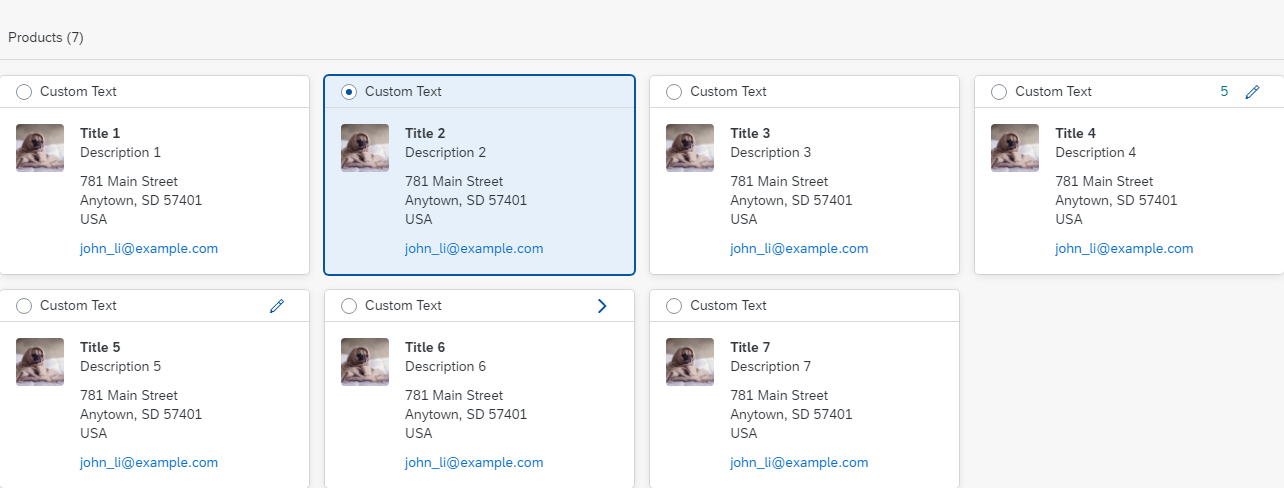 Products (7)
Custom Text
Title 1
Description 1
781 Main Street
Anytown, SD 57401
USA
john_li@example.com
Custom Text
Title 2
Description 2
781 Main Street
Anytown, SD 57401
USA
john_li@example.com
Custom Text
Title 3
Description 3
781 Main Street
Anytown, SD 57401
USA
john_li@example.com
Custom Text 5
Title 4
Description 4
781 Main Street
Anytown, SD 57401
USA
john_li@example.com
Custom Text
Title 5
Description 5
781 Main Street
Anytown, SD 57401
USA
john_li@example.com
Custom Text
Title 6
Description 6
781 Main Street
Anytown, SD 57401
USA
john_li@example.com
Custom Text
Title 7
Description 7
781 Main Street
Anytown, SD 57401
USA
john_li@example.com